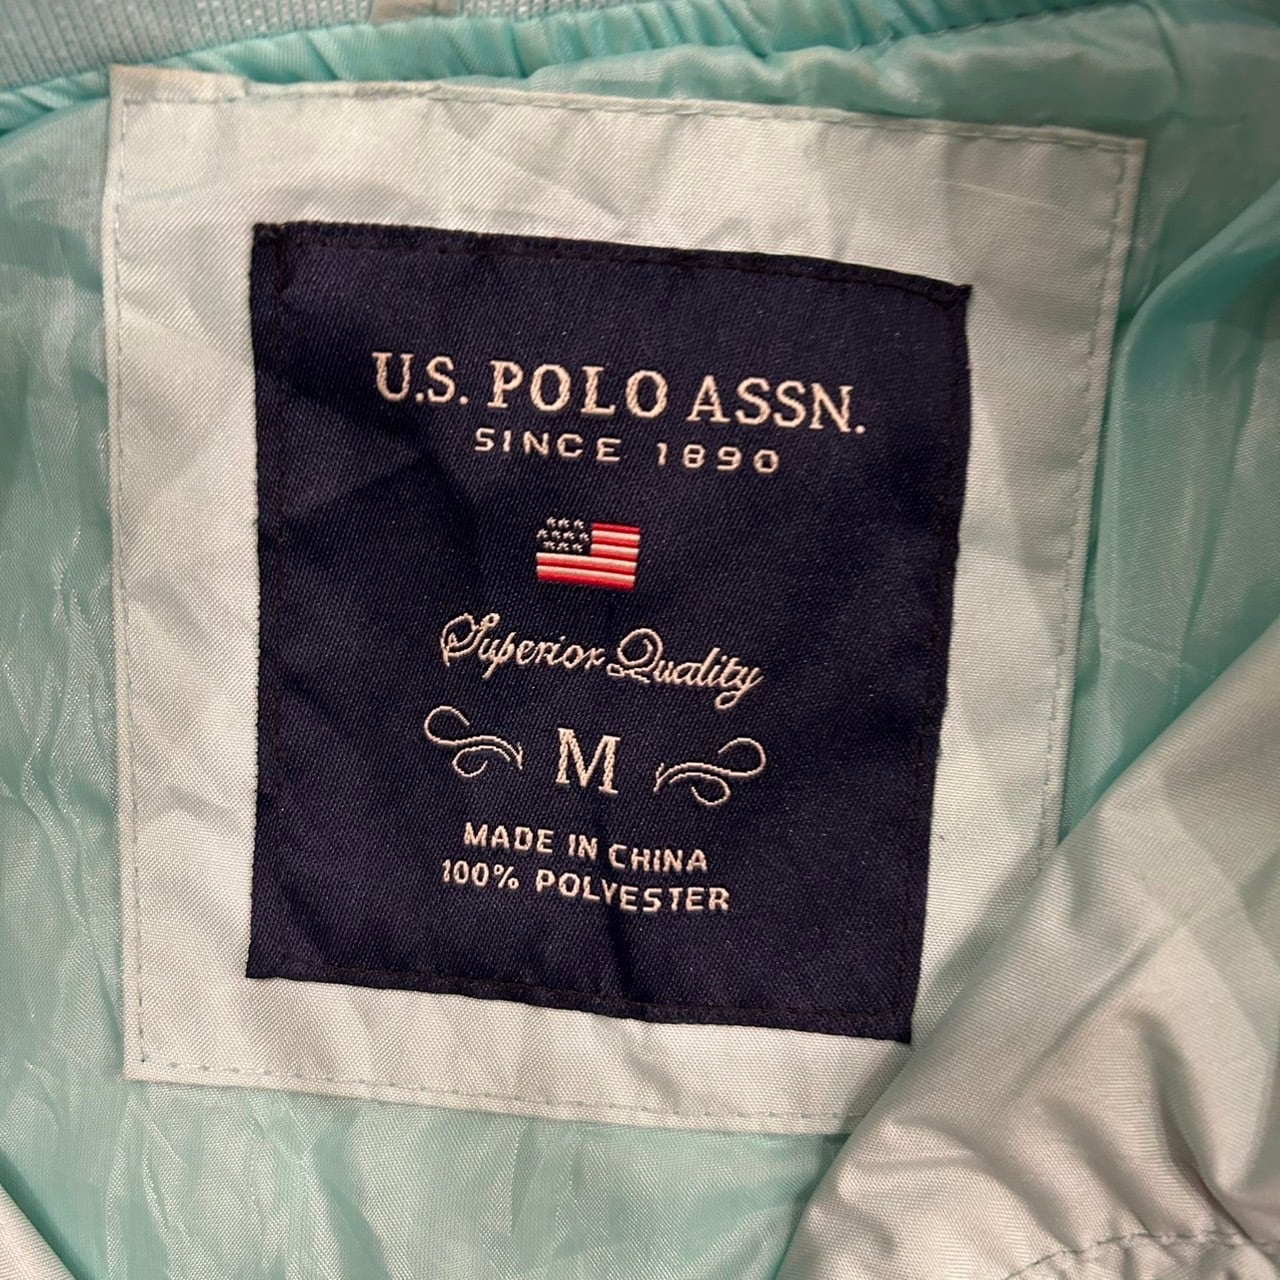 U.S. POLO ASSN.
SINCE 1890
Superior Quality
M
MADE IN CHINA
100% POLYESTER